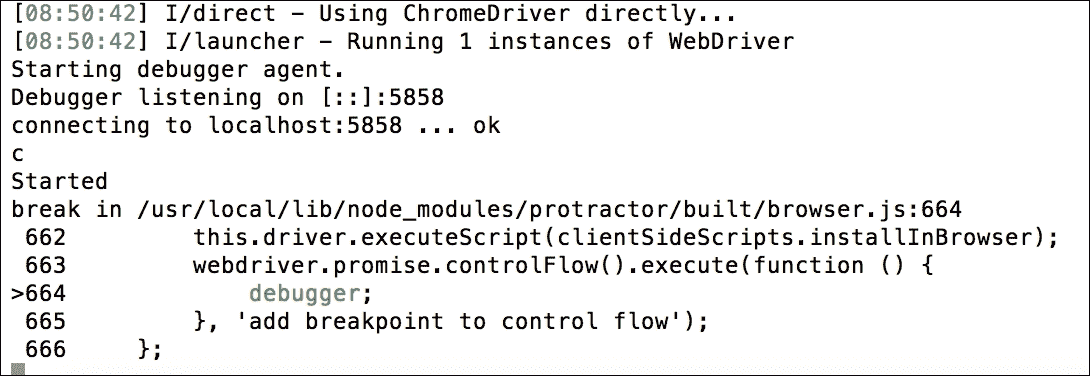 [08:50:42] I/direct - Using ChromeDriver directly...
[08:50:42] I/launcher - Running 1 instances of WebDriver
Starting debugger agent.
Debugger listening on [::]:5858
connecting to localhost:5858 ... ok
c
Started
break in /usr/local/lib/node_modules/protractor/built/browser.js:664
 662         this.driver.executeScript(clientSideScripts.installInBrowser);
 663         webdriver.promise.controlFlow().execute(function () {
>664             debugger;
 665         }, 'add breakpoint to control flow');
 666     };